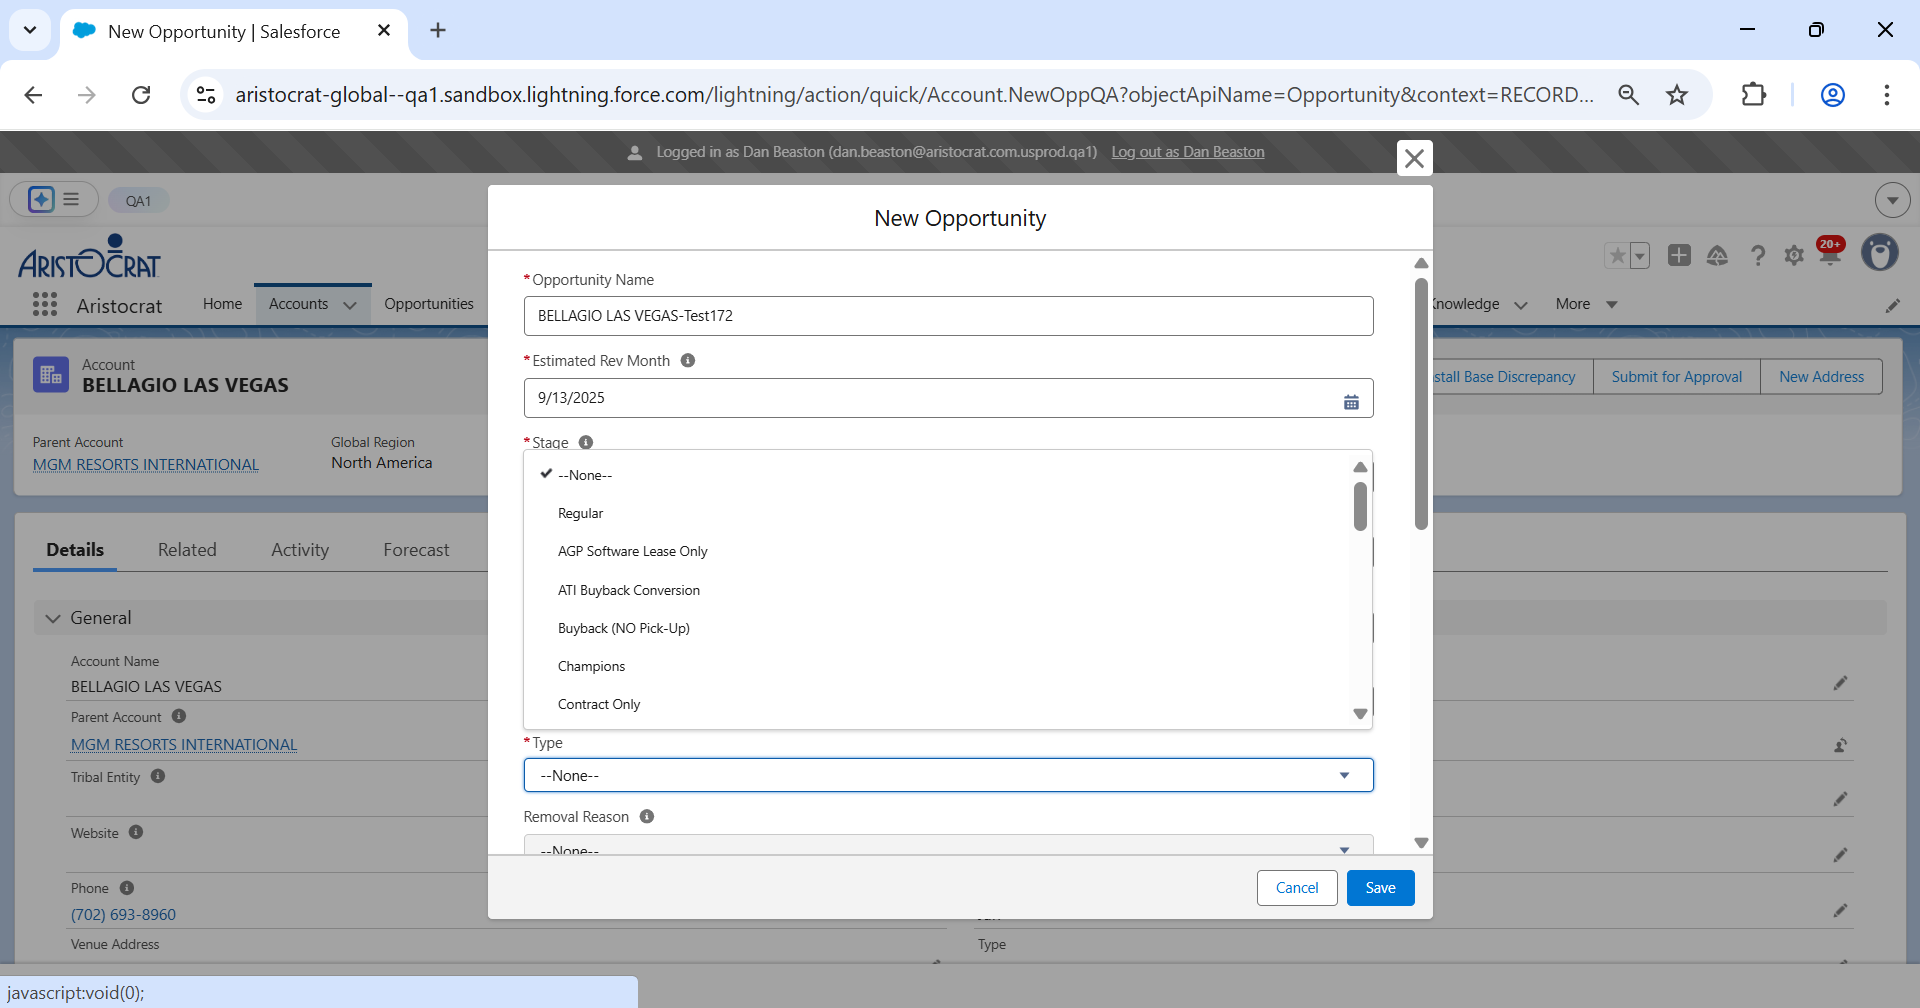 New Opportunity | Salesforce
aristocrat-global--qa1.sandbox.lightning.force.com/lightning/action/quick/Account.NewOppQA?objectApiName=Opportunity&context=RECORD...
Logged in as Dan Beaston (dan.beaston@aristocrat.com.usprod.qa1) Log out as Dan Beaston
QA1
New Opportunity
ARISTOCRAT
20+
Aristocrat
Home
Accounts
Opportunities
Knowledge
More
* Opportunity Name
BELLAGIO LAS VEGAS-Test172
* Estimated Rev Month
9/13/2025
* Stage
Account
BELLAGIO LAS VEGAS
Install Base Discrepancy
Submit for Approval
New Address
Parent Account
MGM RESORTS INTERNATIONAL
Global Region
North America
--None--
Regular
AGP Software Lease Only
ATI Buyback Conversion
Buyback (NO Pick-Up)
Champions
Contract Only
* Type
--None--
Removal Reason
--None--
Cancel
Save
Details
Related
Activity
Forecast
General
Account Name
BELLAGIO LAS VEGAS
Parent Account
MGM RESORTS INTERNATIONAL
Tribal Entity
Website
Phone
(702) 693-8960
Venue Address
Type
javascript:void(0);